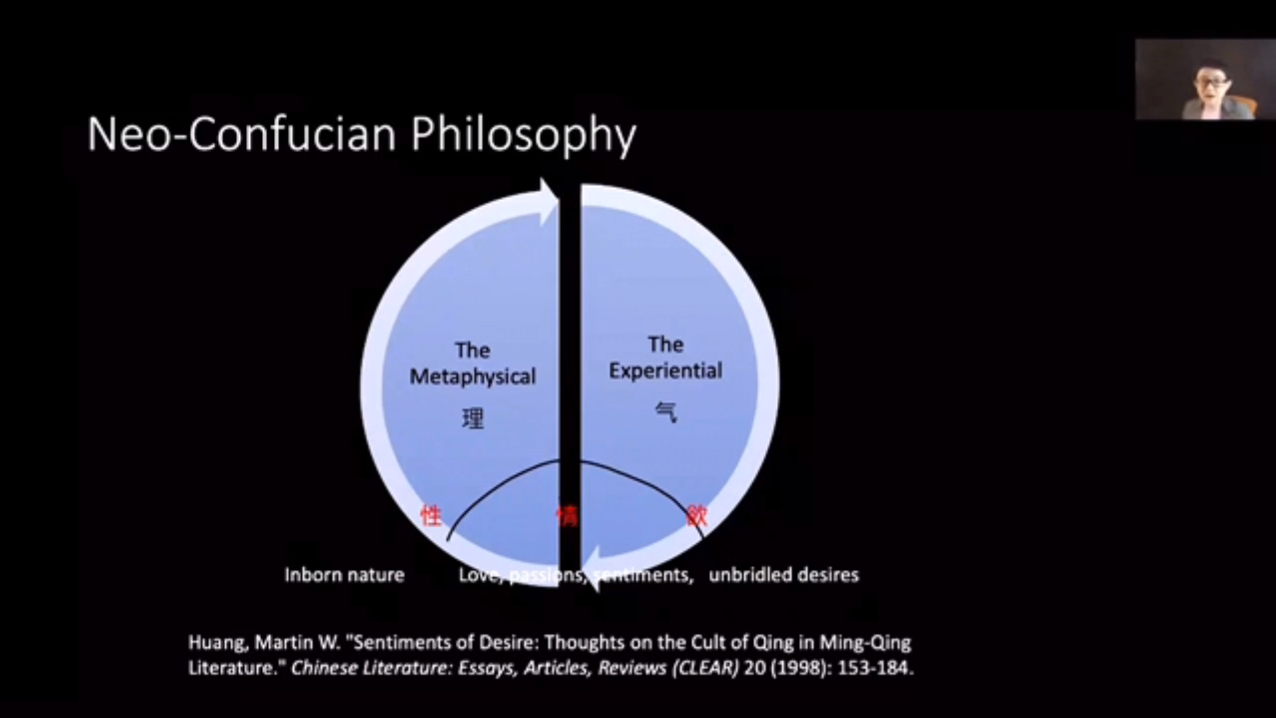 Neo-Confucian Philosophy
The
Metaphysical
理
The
Experiential
气
性
情
欲
Inborn nature
Love, passions, sentiments,
unbridled desires
Huang, Martin W. "Sentiments of Desire: Thoughts on the Cult of Qing in Ming-Qing
Literature." Chinese Literature: Essays, Articles, Reviews (CLEAR) 20 (1998): 153-184.